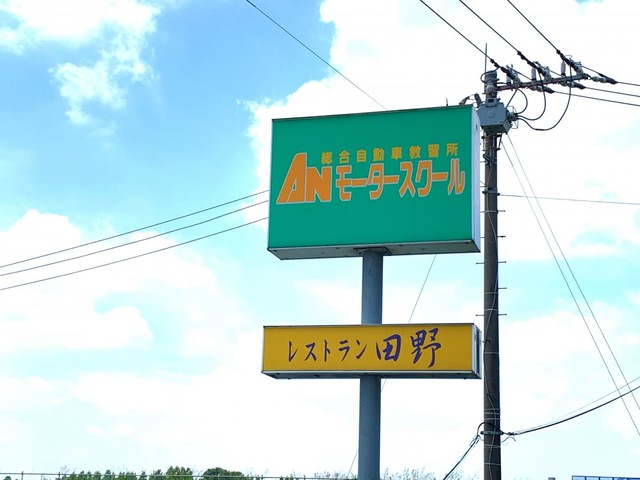 総合自動車教習所
ANモータースクール
レストラン田野